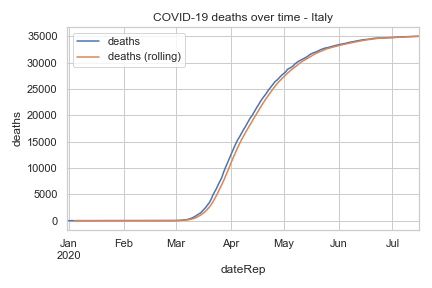 COVID-19 deaths over time - Italy
deaths
deaths (rolling)
35000
30000
25000
20000
15000
10000
5000
0
deaths
Jan
2020
Feb
Mar
Apr
May
Jun
Jul
dateRep